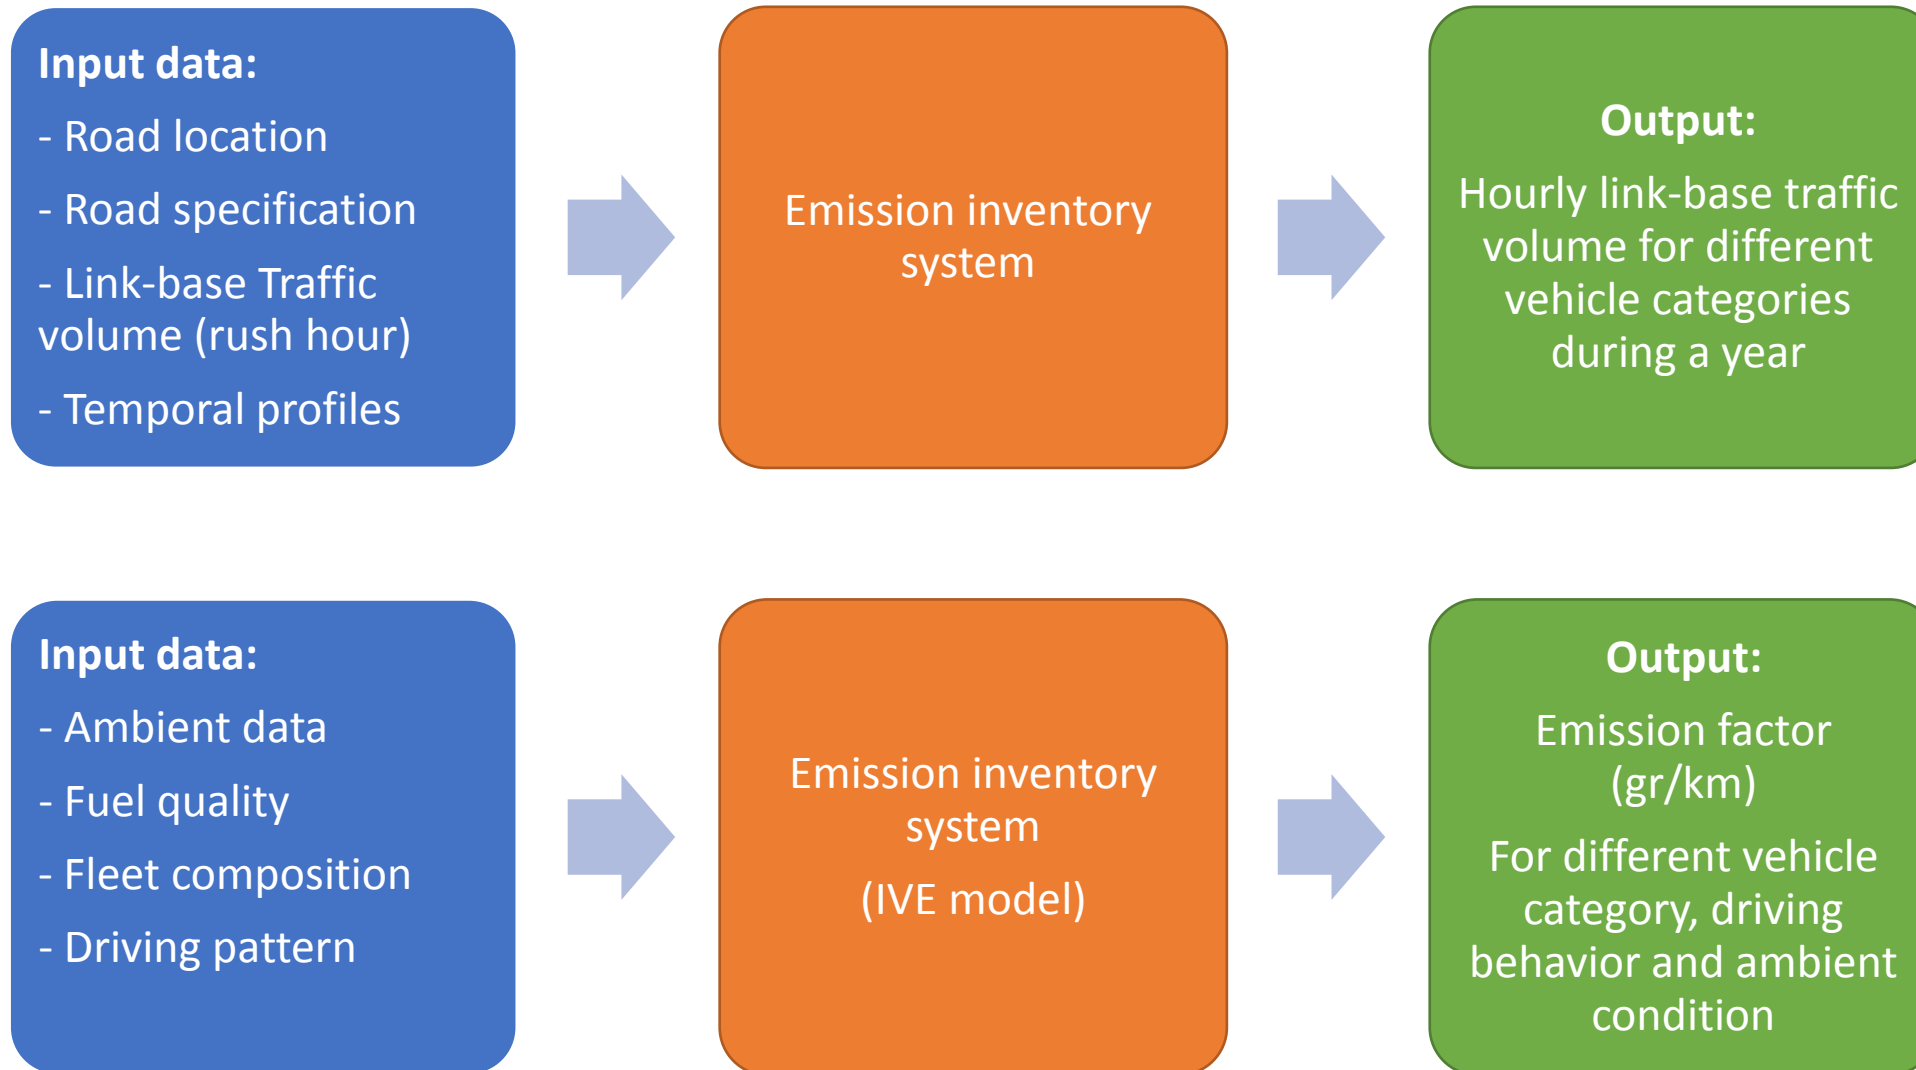 Input data:
- Road location
- Road specification
- Link-base Traffic
volume (rush hour)
- Temporal profiles
Emission inventory
system
Output:
Hourly link-base traffic
volume for different
vehicle categories
during a year
Input data:
- Ambient data
- Fuel quality
- Fleet composition
- Driving pattern
Emission inventory
system
(IVE model)
Output:
Emission factor
(gr/km)
For different vehicle
category, driving
behavior and ambient
condition